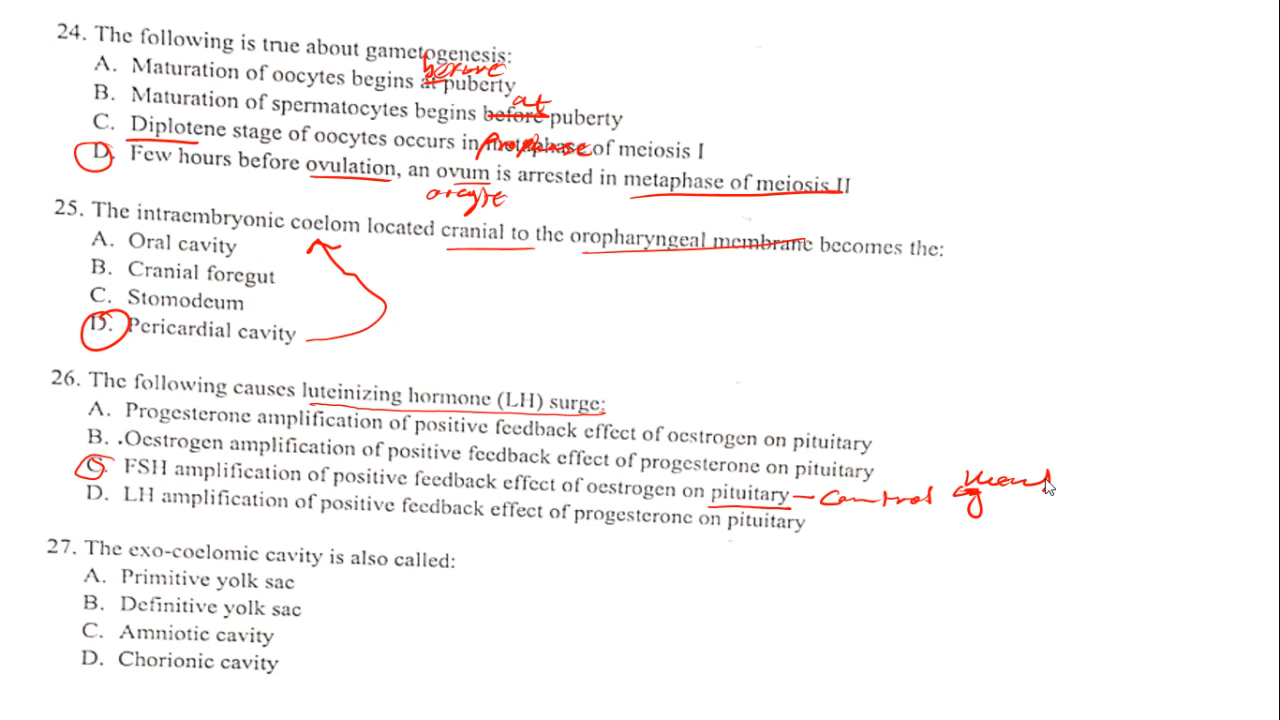 24. The following is true about gametogenesis:
before
A. Maturation of oocytes begins at puberty
at
B. Maturation of spermatocytes begins before puberty
C. Diplotene stage of oocytes occurs in metaphase of meiosis I
prophase
D. Few hours before ovulation, an ovum is arrested in metaphase of meiosis II
oocyte
25. The intraembryonic coelom located cranial to the oropharyngeal membrane becomes the:
A. Oral cavity
B. Cranial foregut
C. Stomodeum
D. Pericardial cavity
26. The following causes luteinizing hormone (LH) surge:
A. Progesterone amplification of positive feedback effect of oestrogen on pituitary
B. .Oestrogen amplification of positive feedback effect of progesterone on pituitary
C. FSH amplification of positive feedback effect of oestrogen on pituitary – control
D. LH amplification of positive feedback effect of progesterone on pituitary
27. The exo-coelomic cavity is also called:
A. Primitive yolk sac
B. Definitive yolk sac
C. Amniotic cavity
D. Chorionic cavity